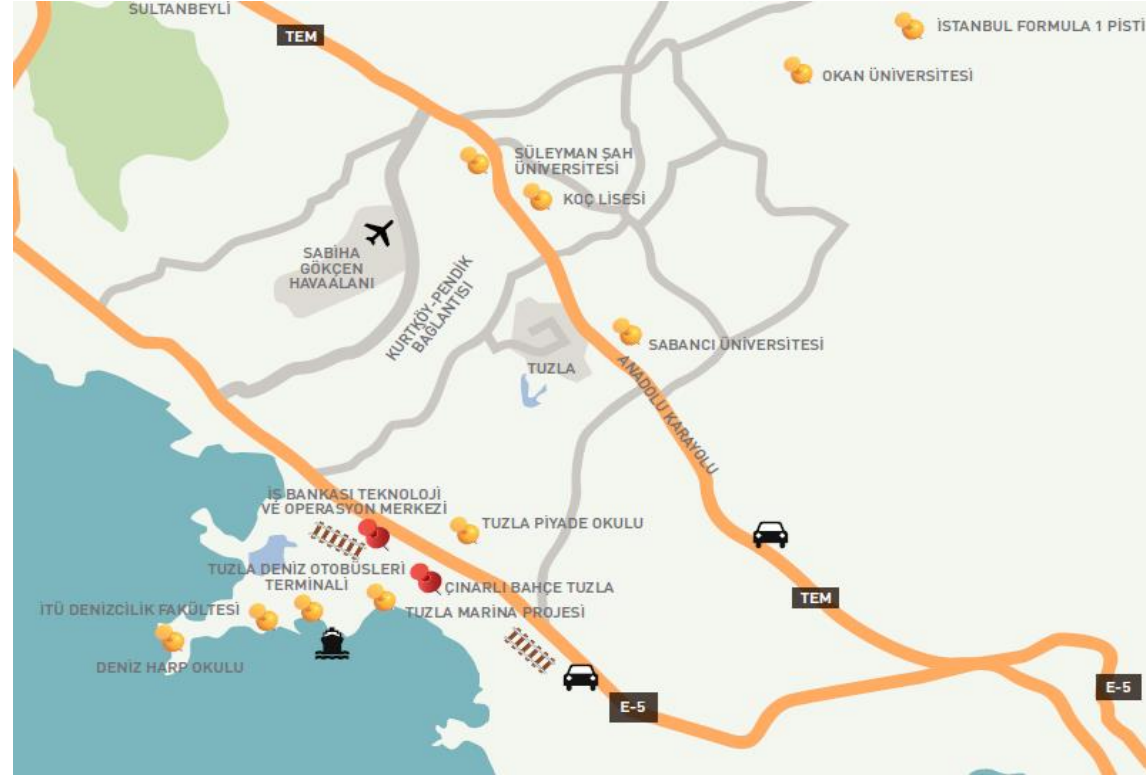 SULTANBEYLİ
TEM
İSTANBUL FORMULA 1 PİSTİ
OKAN ÜNİVERSİTESİ
SÜLEYMAN ŞAH
ÜNİVERSİTESİ
KOÇ LİSESİ
SABİHA
GÖKÇEN
HAVAALANI
KURTKÖY-PENDİK
BAĞLANTISI
SABANCI ÜNİVERSİTESİ
TUZLA
ANADOLU KARAYOLU
İŞ BANKASI TEKNOLOJİ
VE OPERASYON MERKEZİ
TUZLA PİYADE OKULU
TUZLA DENİZ OTOBÜSLERİ
TERMİNALİ
ÇINARLI BAHÇE TUZLA
İTÜ DENİZCİLİK FAKÜLTESİ
TUZLA MARINA PROJESİ
TEM
DENİZ HARP OKULU
E-5
E-5